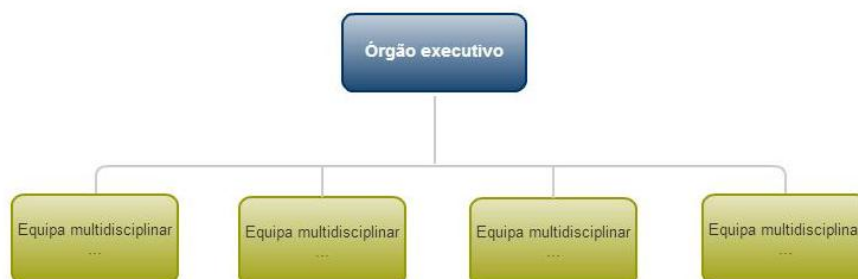 Órgão executivo
Equipa multidisciplinar
...
Equipa multidisciplinar
...
Equipa multidisciplinar
...
Equipa multidisciplina
...